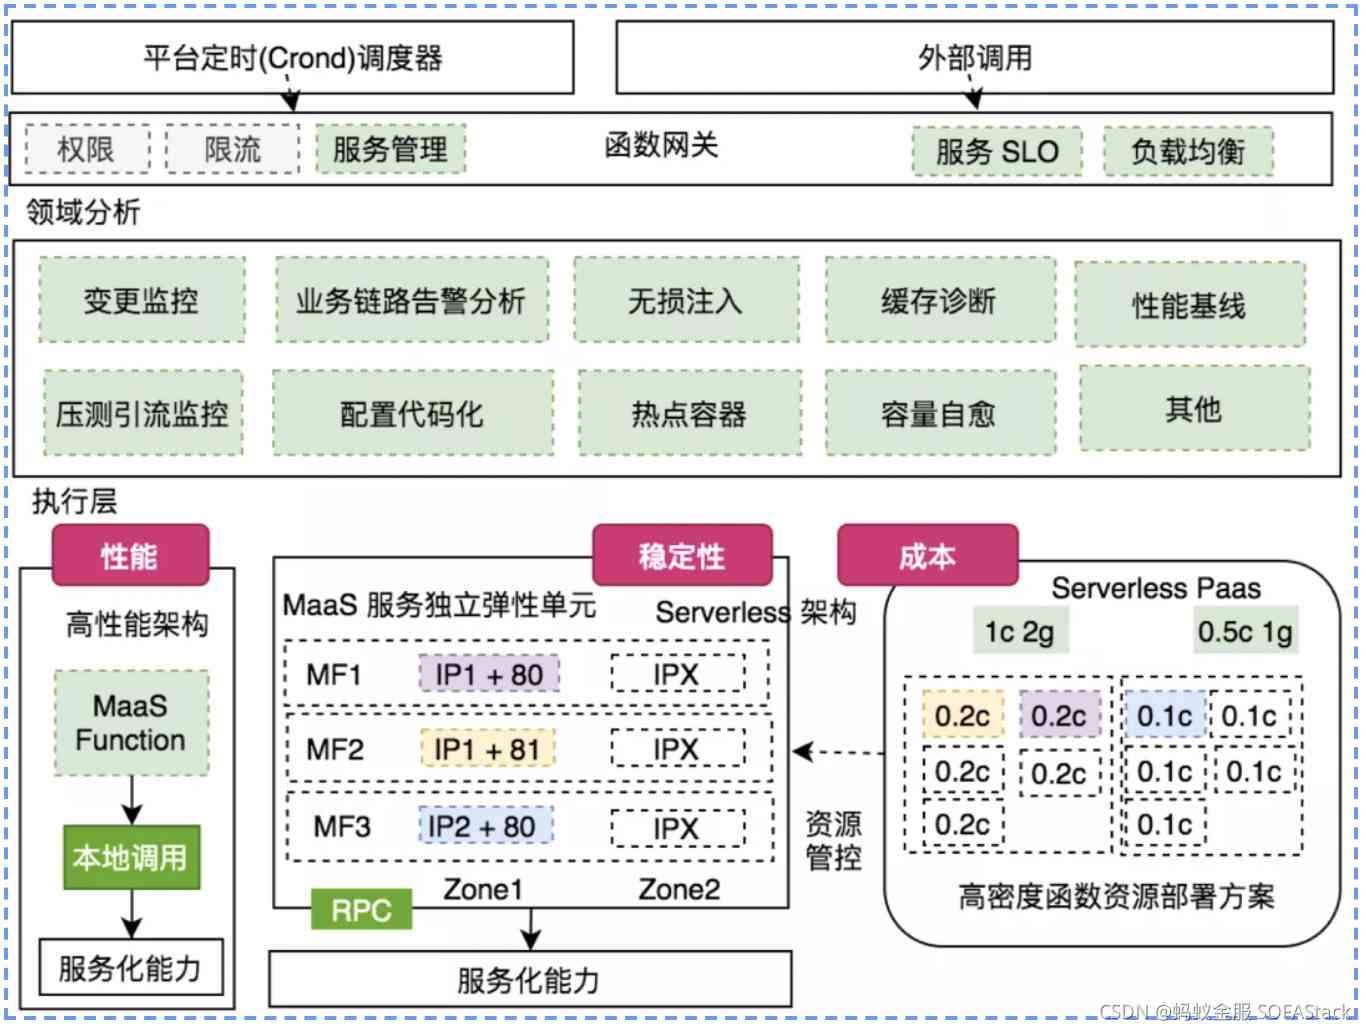 平台定时(Crond)调度器
外部调用
权限
限流
服务管理
函数网关
服务 SLO
负载均衡
领域分析
变更监控
业务链路告警分析
无损注入
缓存诊断
性能基线
压测引流监控
配置代码化
热点容器
容量自愈
其他
执行层
性能
高性能架构
MaaS
Function
本地调用
服务化能力
稳定性
MaaS 服务独立弹性单元
Serverless 架构
MF1
IP1 + 80
IPX
MF2
IP1 + 81
IPX
MF3
IP2 + 80
IPX
Zone1
Zone2
RPC
服务化能力
资源
管控
成本
Serverless Paas
1c 2g
0.5c 1g
0.2c
0.2c
0.1c
0.1c
0.2c
0.2c
0.1c
0.1c
0.2c
0.1c
高密度函数资源部署方案
CSDN @蚂蚁金服 SOFAStack